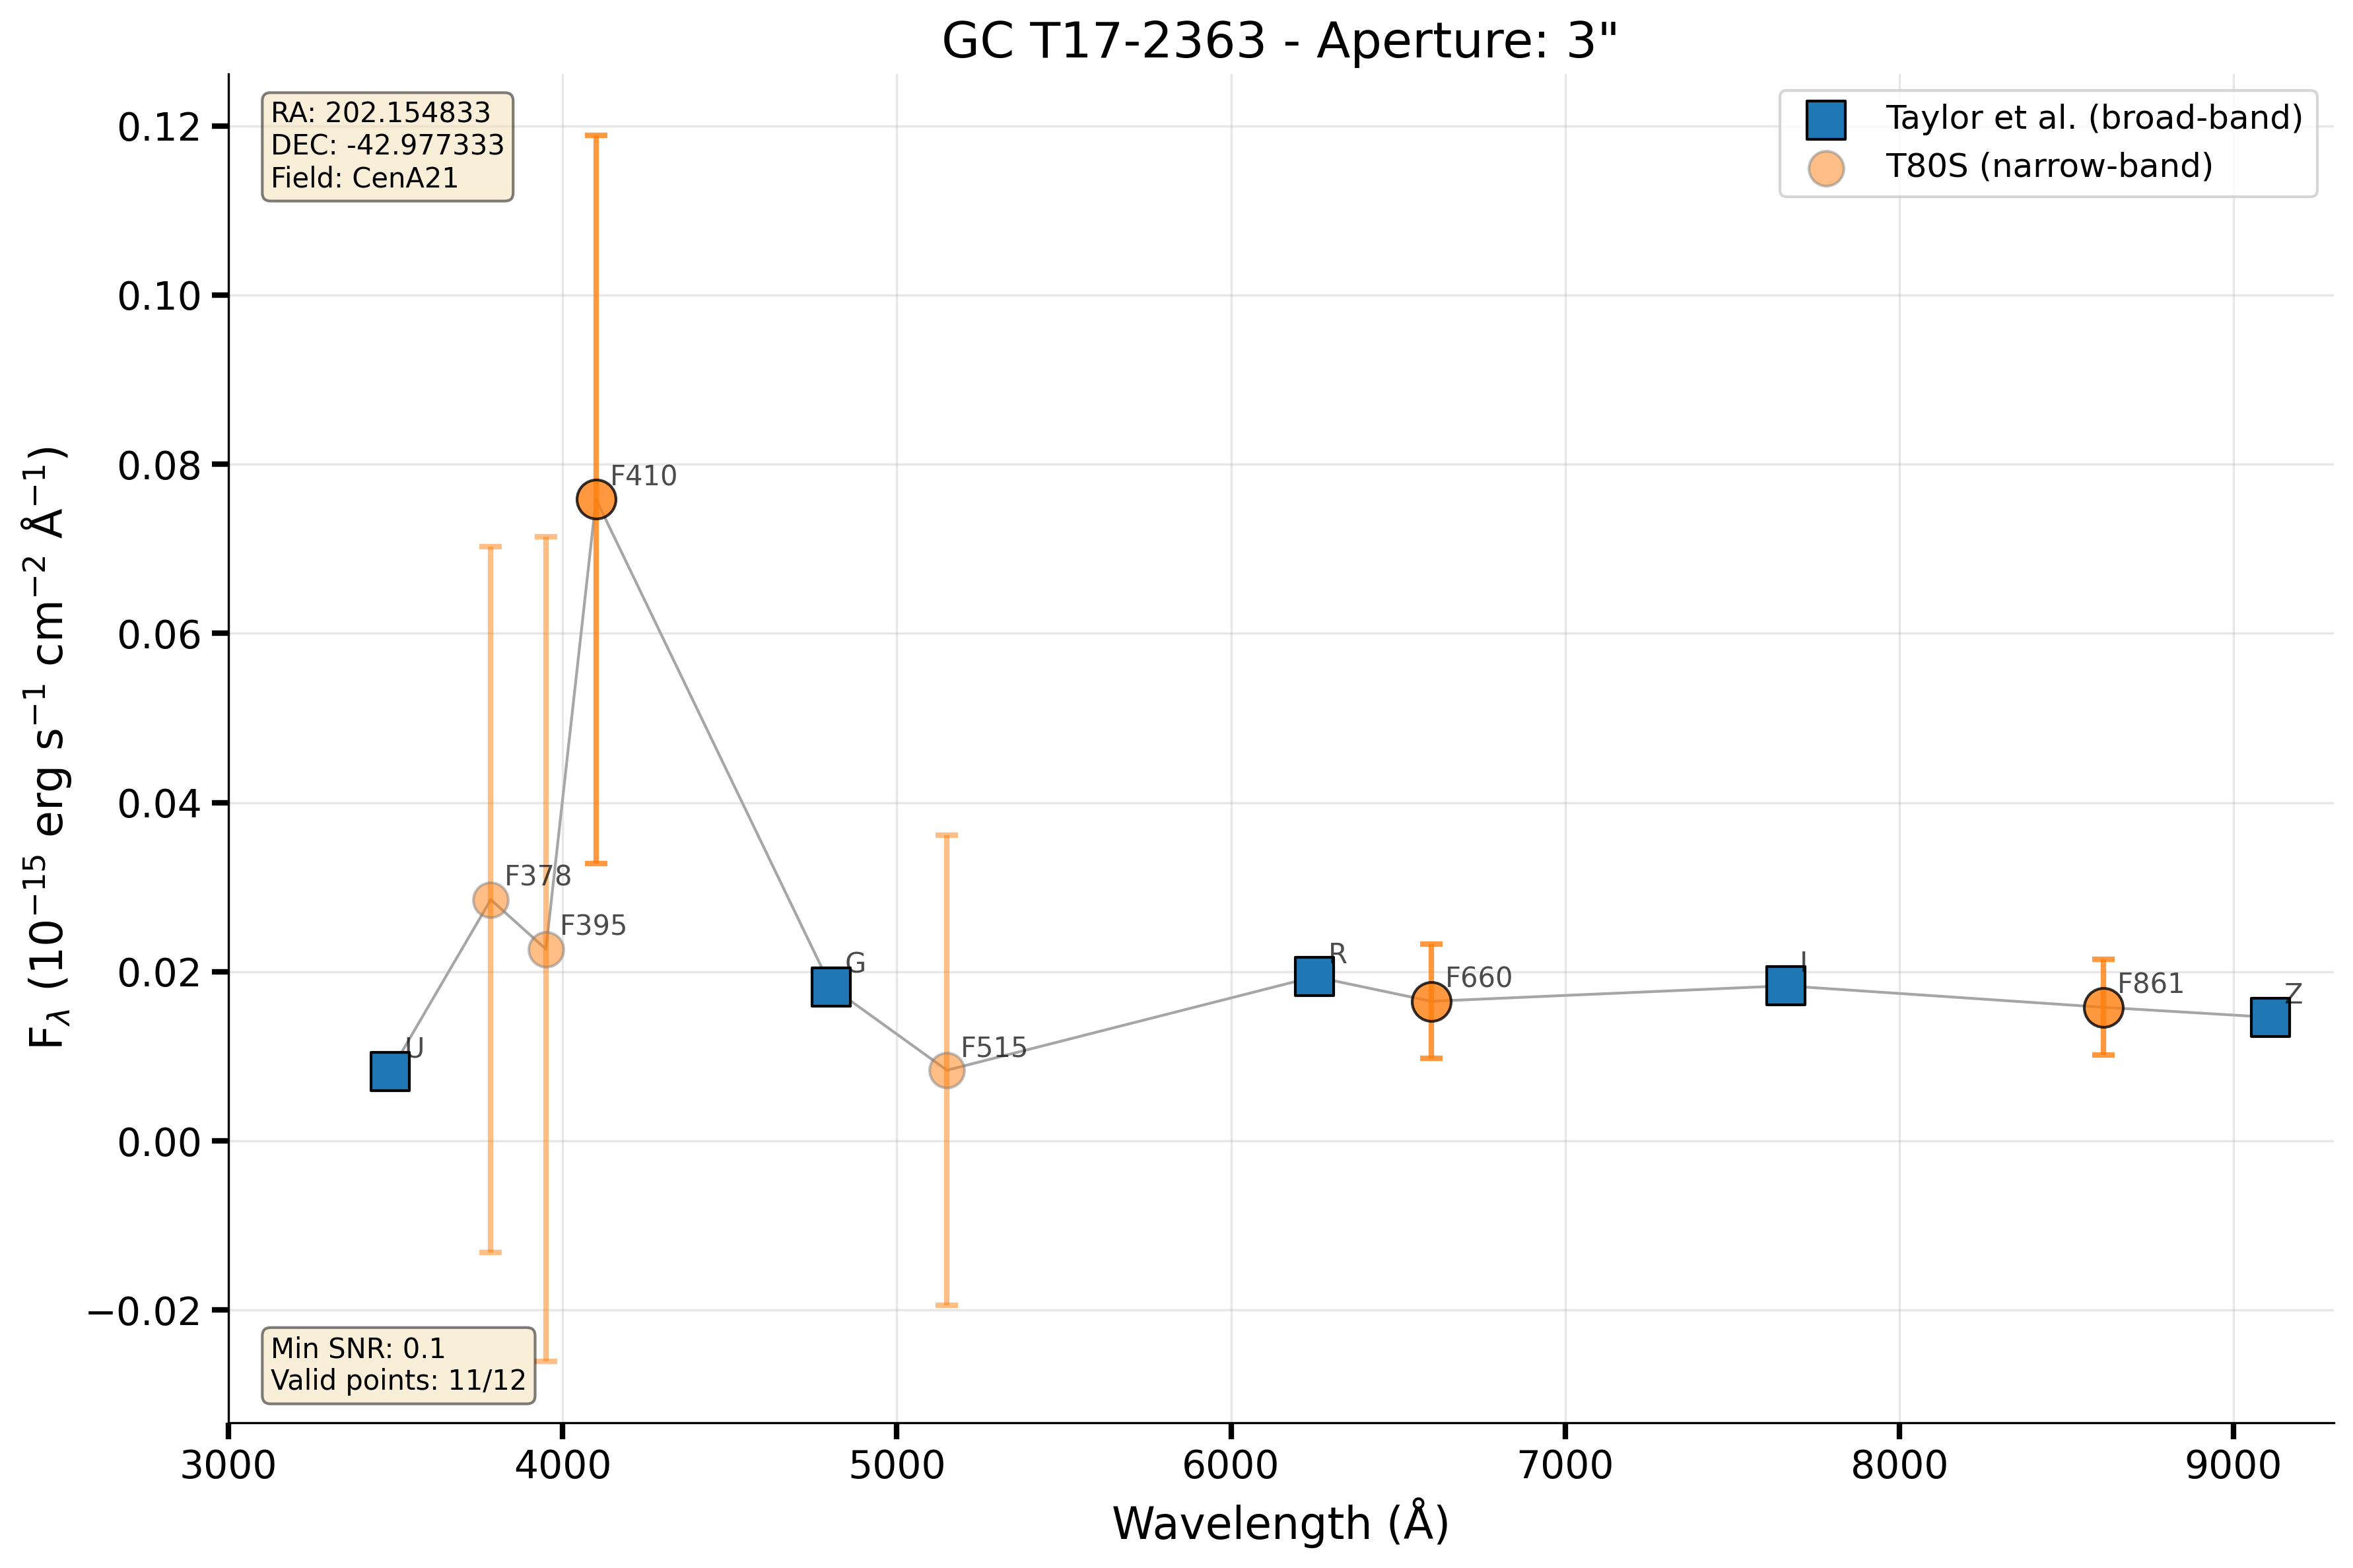 GC T17-2363 - Aperture: 3"
RA: 202.154833
DEC: -42.977333
Field: CenA21
Taylor et al. (broad-band)
T80S (narrow-band)
0.12
0.10
0.08
0.06
0.04
0.02
0.00
−0.02
F$_λ$ (10$^{−15}$ erg s$^{−1}$ cm$^{−2}$ Å$^{−1}$)
U
F378
F395
F410
G
F515
R
F660
I
F861
Z
Min SNR: 0.1
Valid points: 11/12
3000 4000 5000 6000 7000 8000 9000
Wavelength (Å)